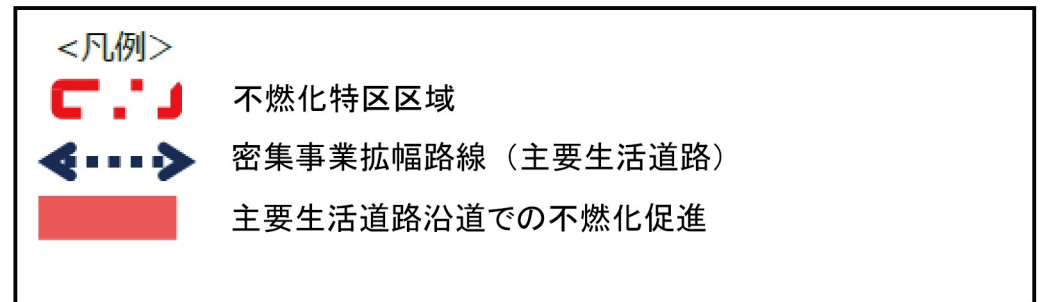 <凡例>
不燃化特区区域
密集事業拡幅路線（主要生活道路）
主要生活道路沿道での不燃化促進